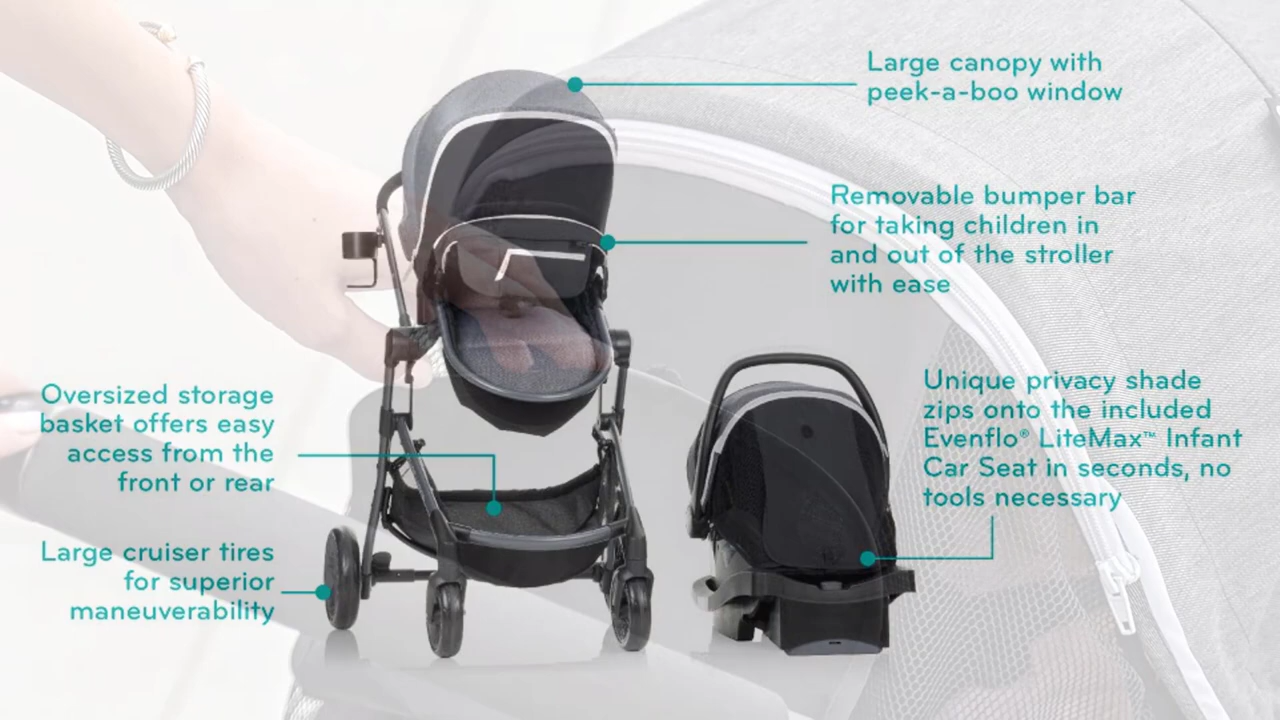 Large canopy with
peek-a-boo window
Removable bumper bar
for taking children in
and out of the stroller
with ease
Unique privacy shade
zips onto the included
Evenflo® LiteMax™ Infant
Car Seat in seconds, no
tools necessary
Oversized storage
basket offers easy
access from the
front or rear
Large cruiser tires
for superior
maneuverability